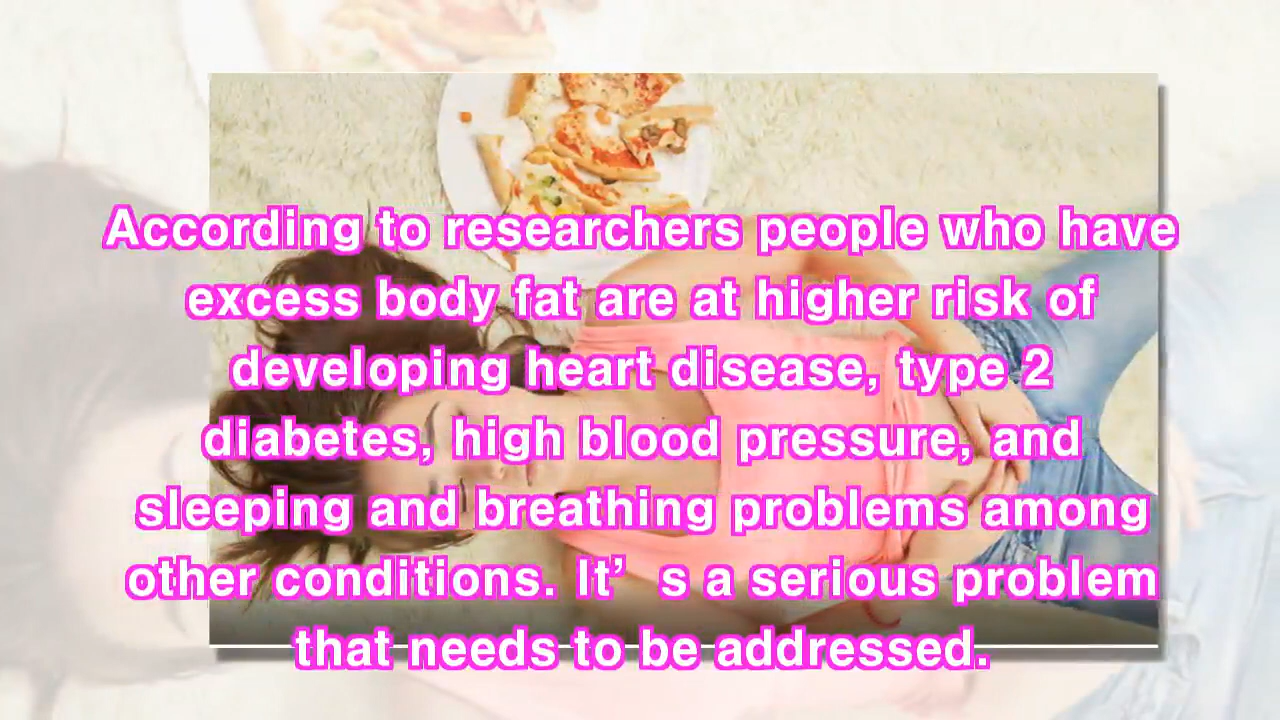 According to researchers people who have
excess body fat are at higher risk of
developing heart disease, type 2
diabetes, high blood pressure, and
sleeping and breathing problems among
other conditions. It’ s a serious problem
that needs to be addressed.